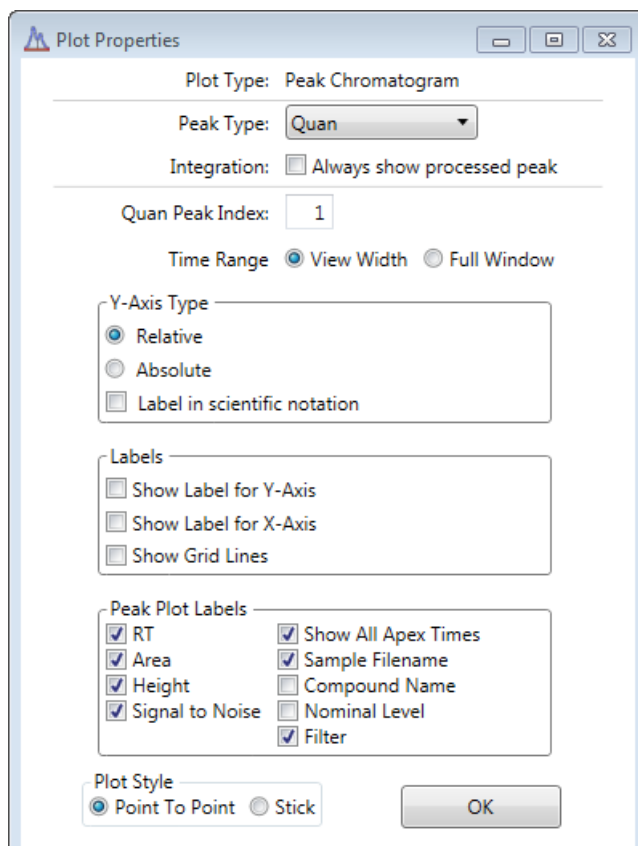 Plot Properties
Plot Type: Peak Chromatogram
Peak Type: Quan
Integration: Always show processed peak
Quan Peak Index: 1
Time Range View Width Full Window
Y-Axis Type
Relative
Absolute
Label in scientific notation
Labels
Show Label for Y-Axis
Show Label for X-Axis
Show Grid Lines
Peak Plot Labels
RT Show All Apex Times
Area Sample Filename
Height Compound Name
Signal to Noise Nominal Level
Filter
Plot Style
Point To Point Stick OK